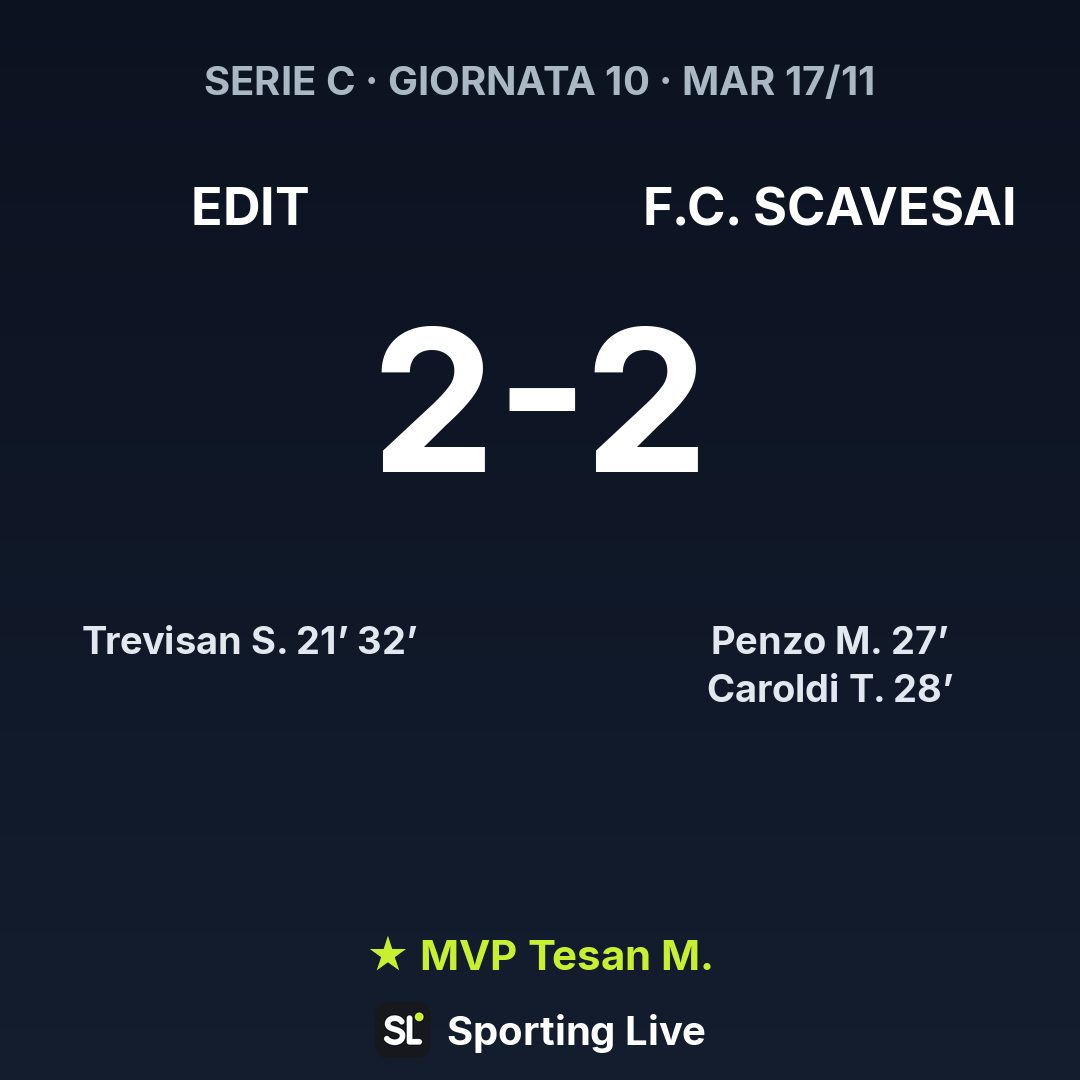 SERIE C · GIORNATA 10 · MAR 17/11
EDIT
F.C. SCAVESAI
2-2
Trevisan S. 21’ 32’
Penzo M. 27’
Caroldi T. 28’
★ MVP Tesan M.
SL Sporting Live